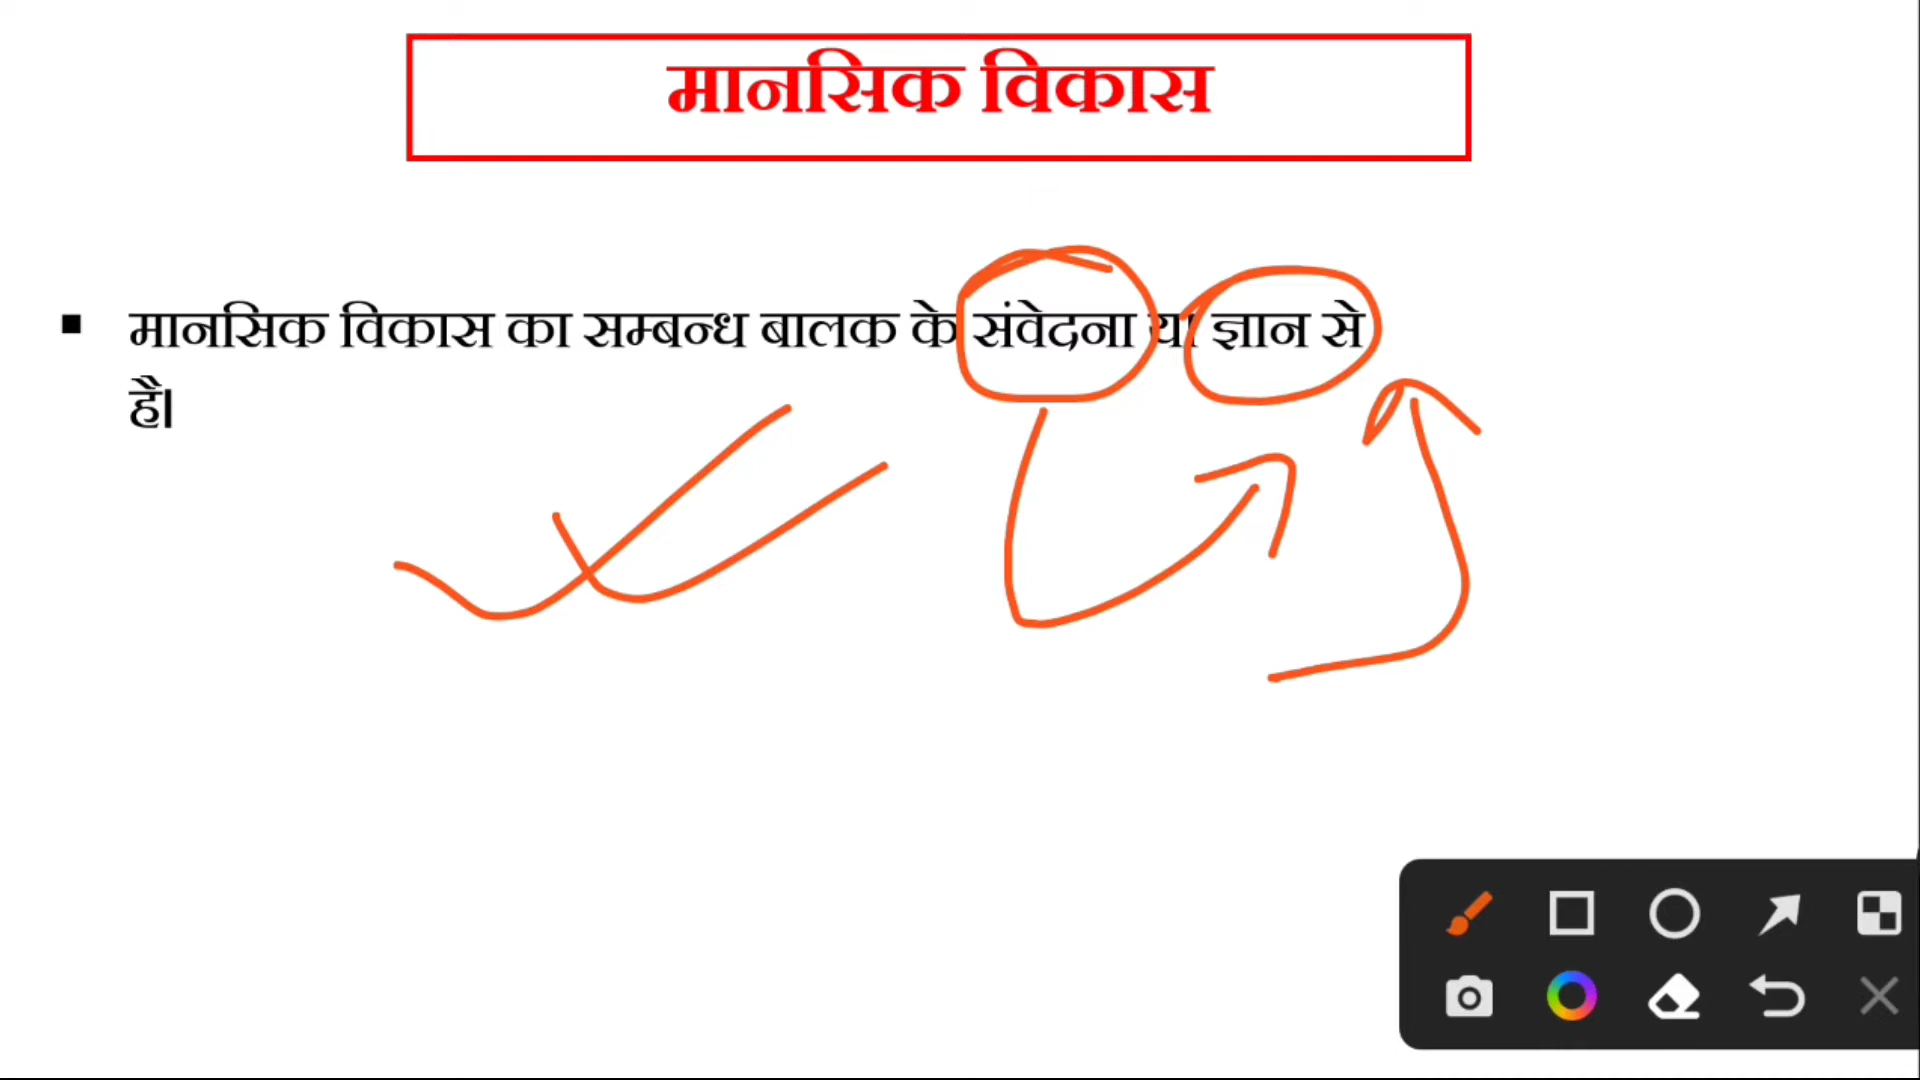 मानसिक विकास
▪ मानसिक विकास का सम्बन्ध बालक के संवेदना या ज्ञान से
है।